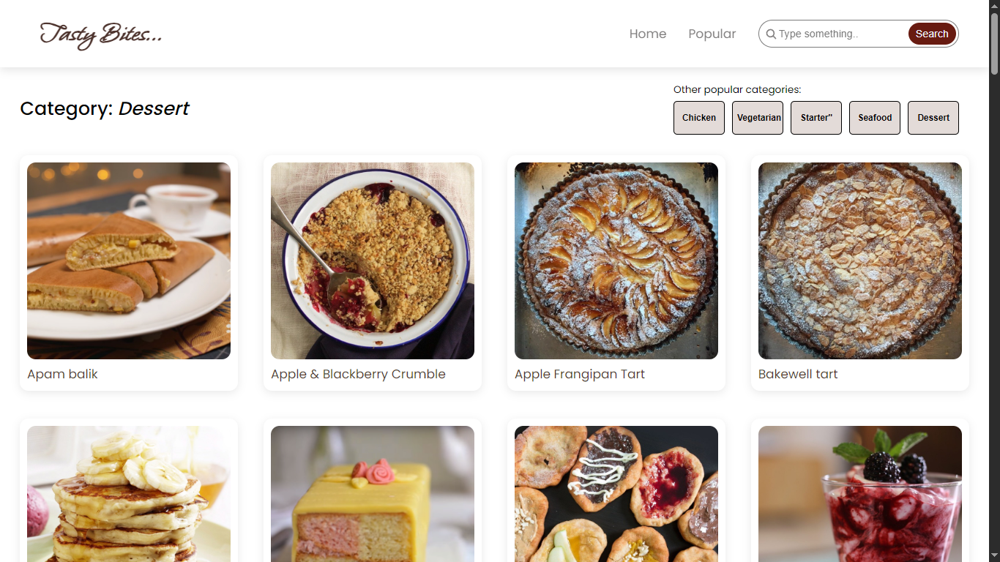 Tasty Bites...
Home Popular Type something.. Search
Other popular categories:
Category: Dessert
Chicken Vegetarian Starter" Seafood Dessert
Apam balik Apple & Blackberry Crumble Apple Frangipan Tart Bakewell tart